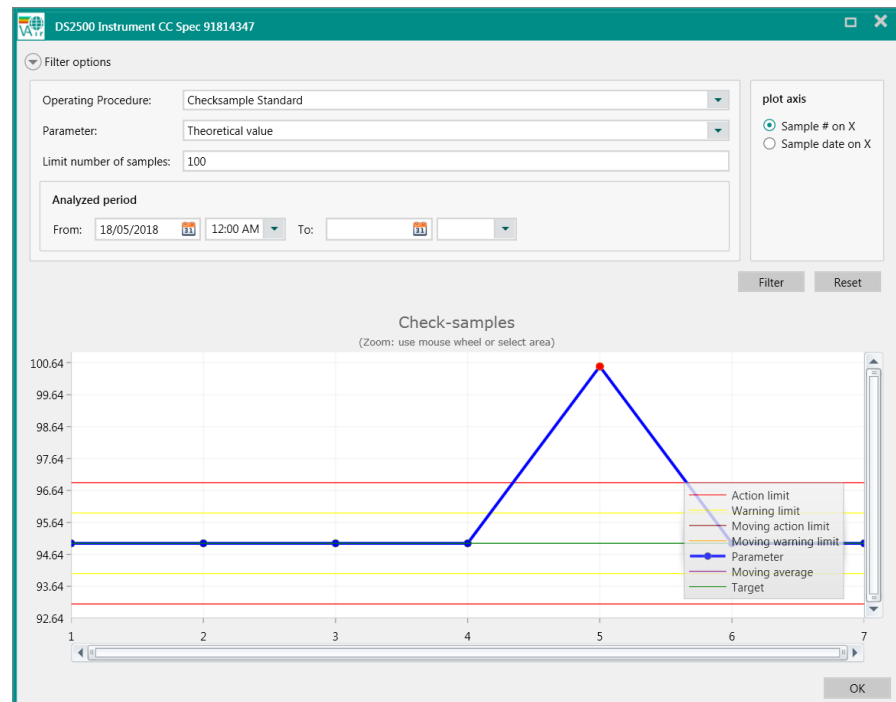 DS2500 Instrument CC Spec 91814347
Filter options
Operating Procedure: Checksample Standard
Parameter: Theoretical value
Limit number of samples: 100
Analyzed period
From: 18/05/2018 31 12:00 AM To: 31
plot axis
Sample # on X
Sample date on X
Filter Reset
Check-samples
(Zoom: use mouse wheel or select area)
100.64
99.64
98.64
97.64
96.64
95.64
94.64
93.64
92.64
Action limit
Warning limit
Moving action limit
Moving warning limit
Parameter
Moving average
Target
1 2 3 4 5 6 7
OK